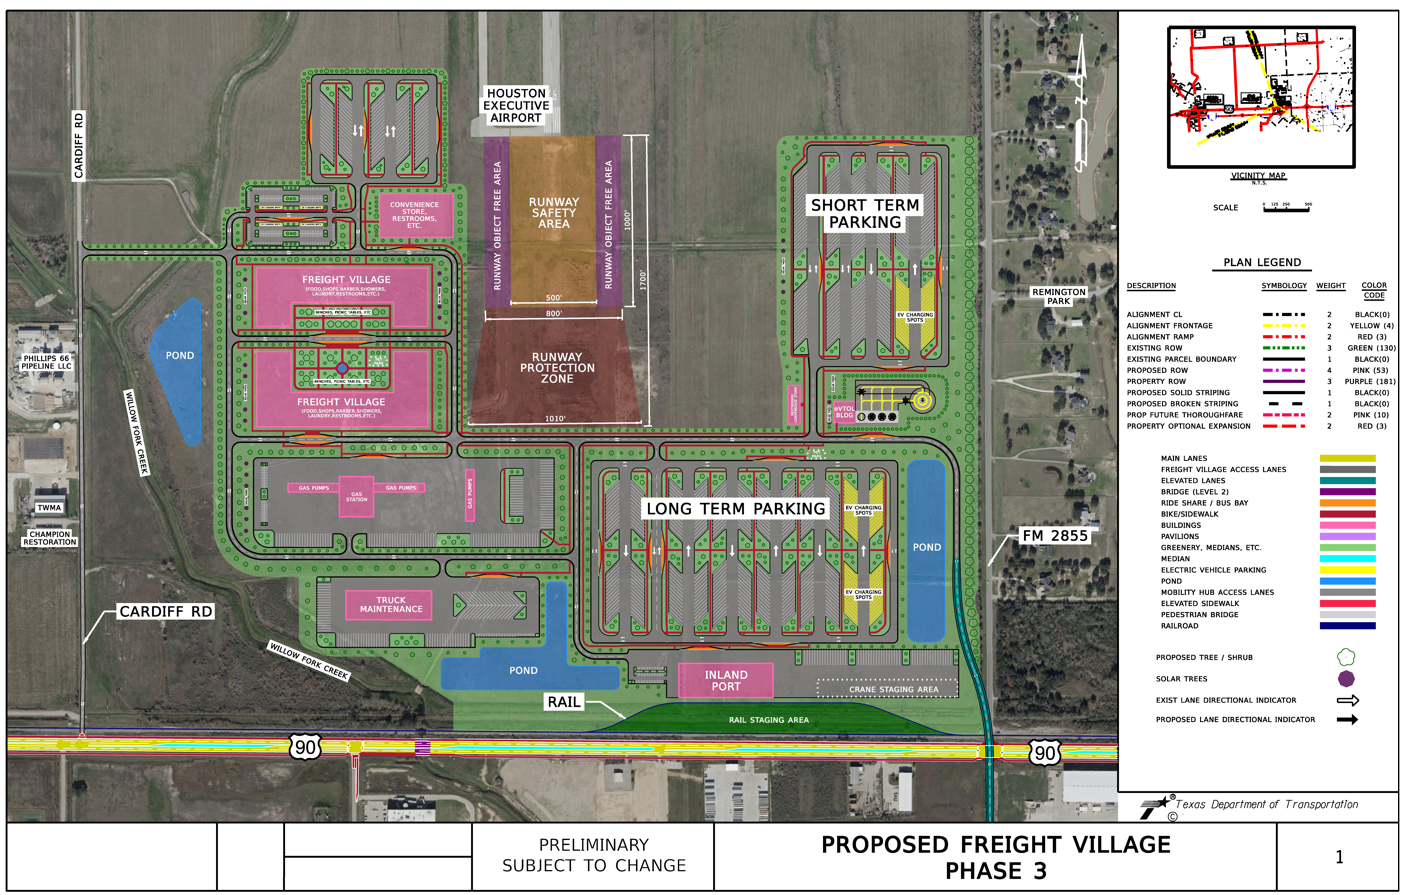 HOUSTON
EXECUTIVE
AIRPORT
CARDIFF RD
CONVENIENCE
STORE,
RESTROOMS,
ETC.
RUNWAY OBJECT FREE AREA
RUNWAY
SAFETY
AREA
RUNWAY OBJECT FREE AREA
1000'
1700'
500'
800'
RUNWAY
PROTECTION
ZONE
1010'
SHORT TERM
PARKING
EV CHARGING
SPOTS
REMINGTON
PARK
FREIGHT VILLAGE
(FOOD,SHOPS,BARBER,SHOWERS,
LAUNDRY,RESTROOMS,ETC.)
BENCHES, PICNIC TABLES, ETC
BENCHES, PICNIC TABLES, ETC
FREIGHT VILLAGE
(FOOD,SHOPS,BARBER,SHOWERS,
LAUNDRY,RESTROOMS,ETC.)
POND
PHILLIPS 66
PIPELINE LLC
WILLOW FORK CREEK
TWMA
CHAMPION
RESTORATION
eVTOL
BLDG
GAS PUMPS
GAS
STATION
GAS PUMPS
GAS PUMPS
LONG TERM PARKING
EV CHARGING
SPOTS
EV CHARGING
SPOTS
POND
FM 2855
CARDIFF RD
TRUCK
MAINTENANCE
WILLOW FORK CREEK
POND
INLAND
PORT
CRANE STAGING AREA
RAIL
RAIL STAGING AREA
90
90
VICINITY MAP
N.T.S.
SCALE
0 125 250 500
PLAN LEGEND
DESCRIPTION SYMBOLOGY WEIGHT COLOR
CODE
ALIGNMENT CL 2 BLACK(0)
ALIGNMENT FRONTAGE 2 YELLOW (4)
ALIGNMENT RAMP 2 RED (3)
EXISTING ROW 3 GREEN (130)
EXISTING PARCEL BOUNDARY 1 BLACK(0)
PROPOSED ROW 4 PINK (53)
PROPERTY ROW 3 PURPLE (181)
PROPOSED SOLID STRIPING 1 BLACK(0)
PROPOSED BROKEN STRIPING 1 BLACK(0)
PROP FUTURE THOROUGHFARE 2 PINK (10)
PROPERTY OPTIONAL EXPANSION 2 RED (3)
MAIN LANES
FREIGHT VILLAGE ACCESS LANES
ELEVATED LANES
BRIDGE (LEVEL 2)
RIDE SHARE / BUS BAY
BIKE/SIDEWALK
BUILDINGS
PAVILIONS
GREENERY, MEDIANS, ETC.
MEDIAN
ELECTRIC VEHICLE PARKING
POND
MOBILITY HUB ACCESS LANES
ELEVATED SIDEWALK
PEDESTRIAN BRIDGE
RAILROAD
PROPOSED TREE / SHRUB
SOLAR TREES
EXIST LANE DIRECTIONAL INDICATOR
PROPOSED LANE DIRECTIONAL INDICATOR
® Texas Department of Transportation
©
PRELIMINARY
SUBJECT TO CHANGE
PROPOSED FREIGHT VILLAGE
PHASE 3
1